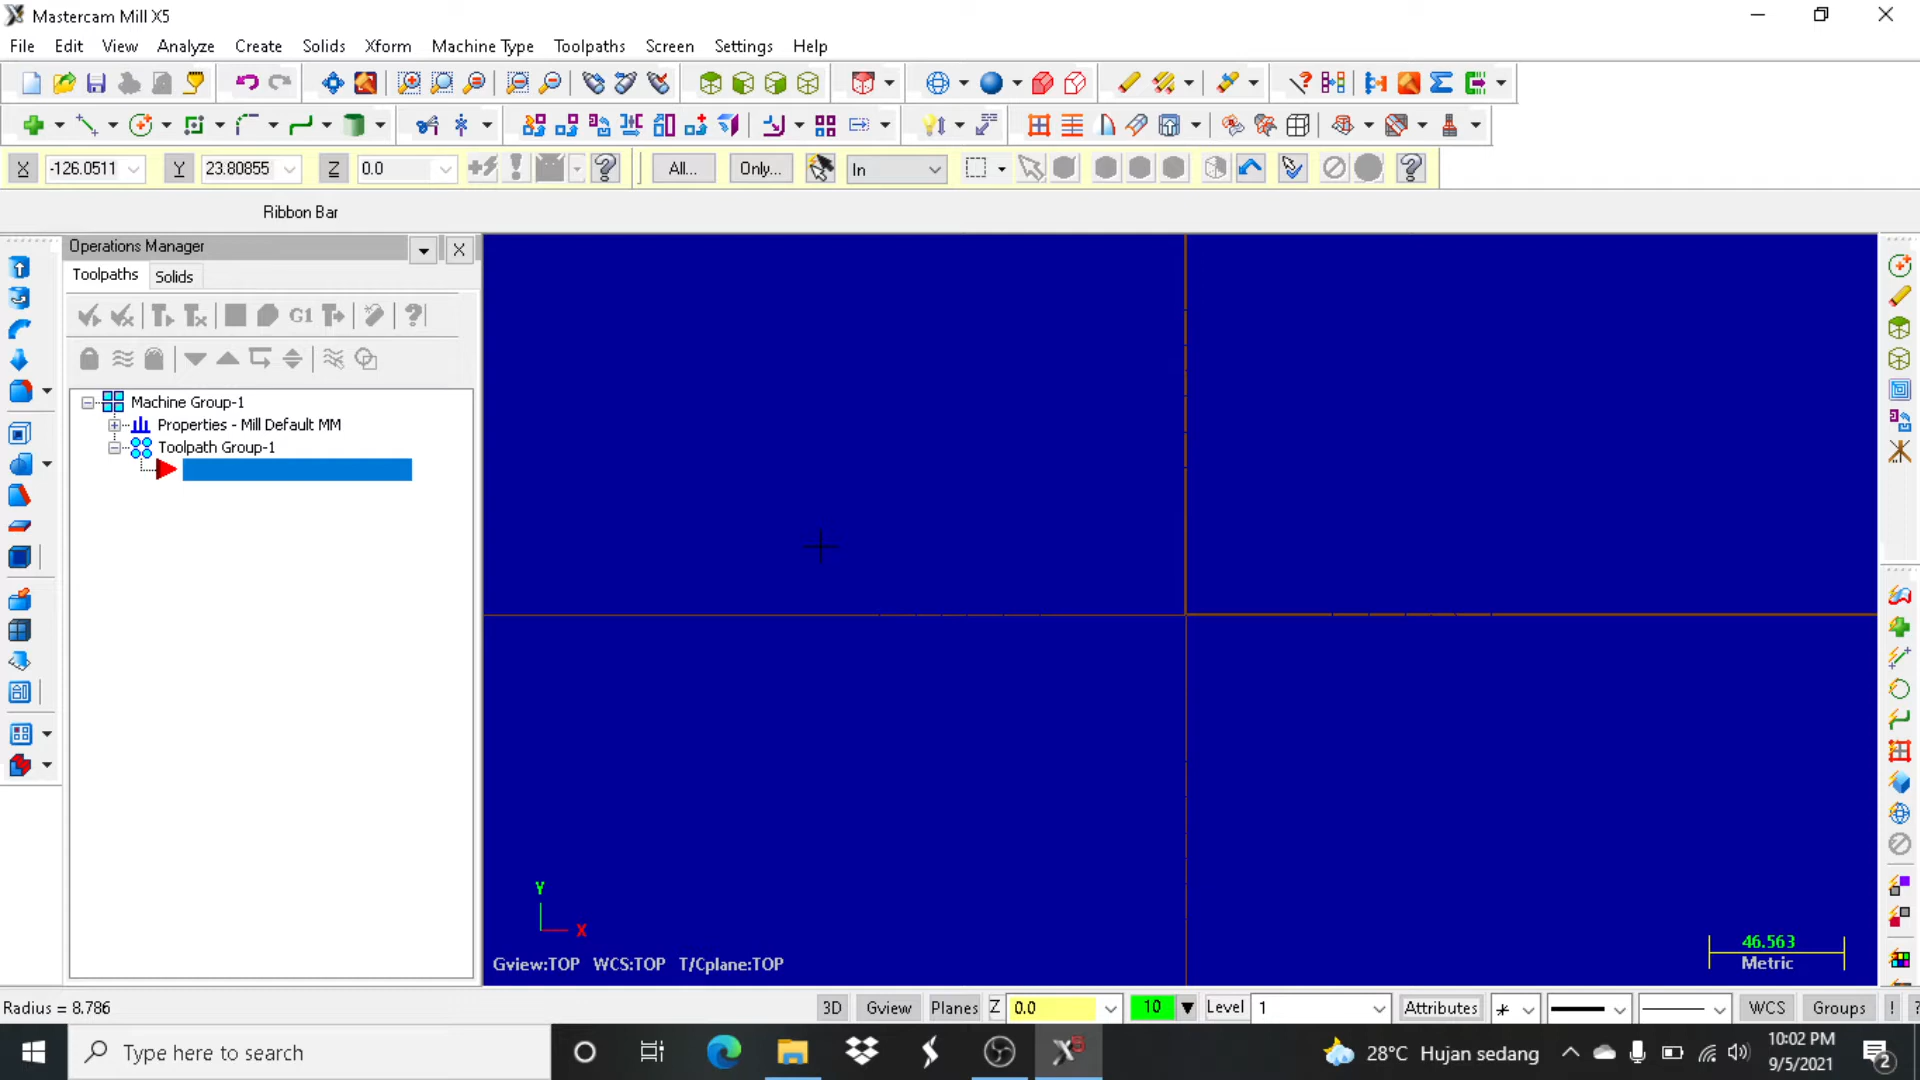 Mastercam Mill X5
File Edit View Analyze Create Solids Xform Machine Type Toolpaths Screen Settings Help
X -126.0511 Y 23.80855 Z 0.0 All... Only... In
Ribbon Bar
Operations Manager
Toolpaths Solids
G1
Machine Group-1
Properties - Mill Default MM
Toolpath Group-1
Y
X
Gview:TOP WCS:TOP T/Cplane:TOP
46.563
Metric
Radius = 8.786 3D Gview Planes Z 0.0 10 Level 1 Attributes WCS Groups ! ?
Type here to search
28°C Hujan sedang
10:02 PM
9/5/2021
2